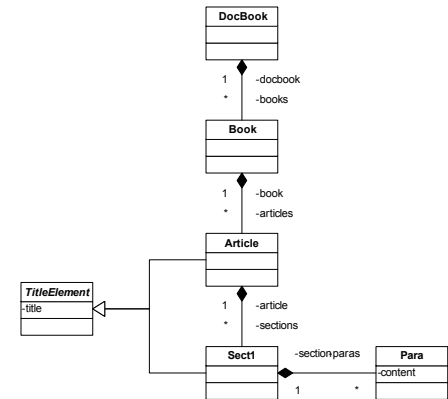 DocBook
1 -docbook
* -books
Book
1 -book
* -articles
Article
TitleElement
-title
1 -article
* -sections
Sect1
-section-paras
Para
-content
1 *